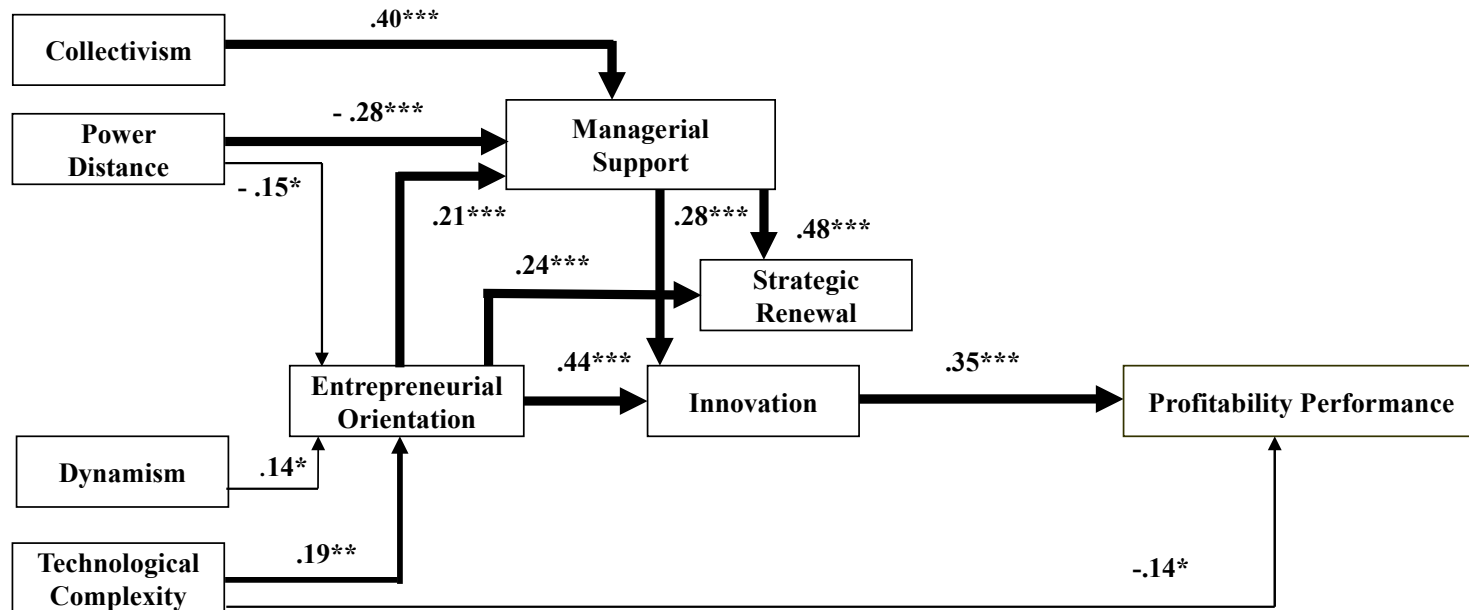 .40***
Collectivism
- .28***
Power
Distance
Managerial
Support
- .15*
.21***
.28***
.48***
.24***
Strategic
Renewal
.44***
.35***
Entrepreneurial
Orientation
Innovation
Profitability Performance
Dynamism
.14*
.19**
Technological
Complexity
-.14*